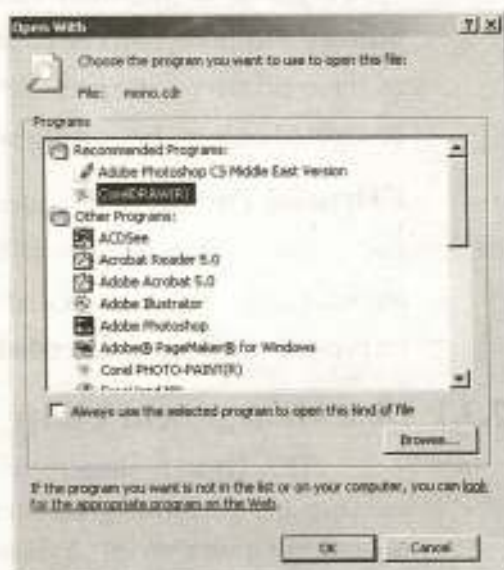 Open With
Choose the program you want to use to open this file:
File: mono.cdr
Programs
Recommended Programs:
Adobe Photoshop CS Middle East Version
CorelDRAW(R)
Other Programs:
ACDSee
Acrobat Reader 5.0
Adobe Acrobat 5.0
Adobe Illustrator
Adobe Photoshop
Adobe® PageMaker® for Windows
Corel PHOTO-PAINT(R)
Always use the selected program to open this kind of file
Browse...
If the program you want is not in the list or on your computer, you can look
for the appropriate program on the Web.
OK
Cancel